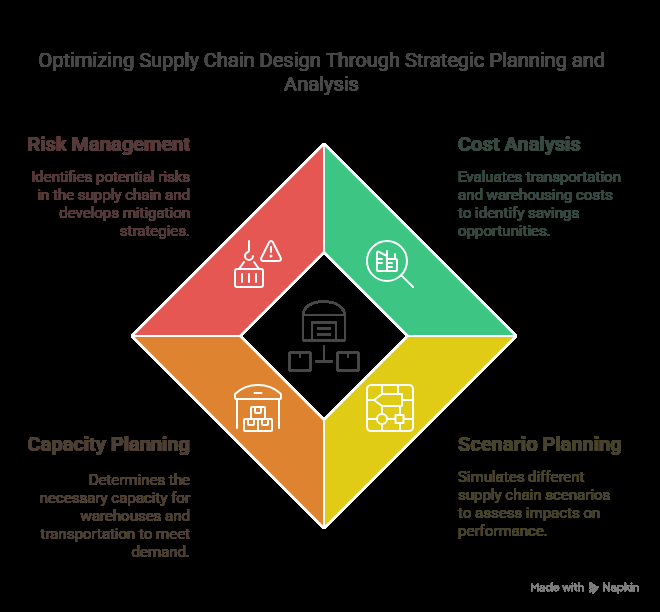 Optimizing Supply Chain Design Through Strategic Planning and
Analysis
Risk Management
Identifies potential risks
in the supply chain and
develops mitigation
strategies.
Cost Analysis
Evaluates transportation
and warehousing costs
to identify savings
opportunities.
Capacity Planning
Determines the
necessary capacity for
warehouses and
transportation to meet
demand.
Scenario Planning
Simulates different
supply chain scenarios
to assess impacts on
performance.
Made with Napkin